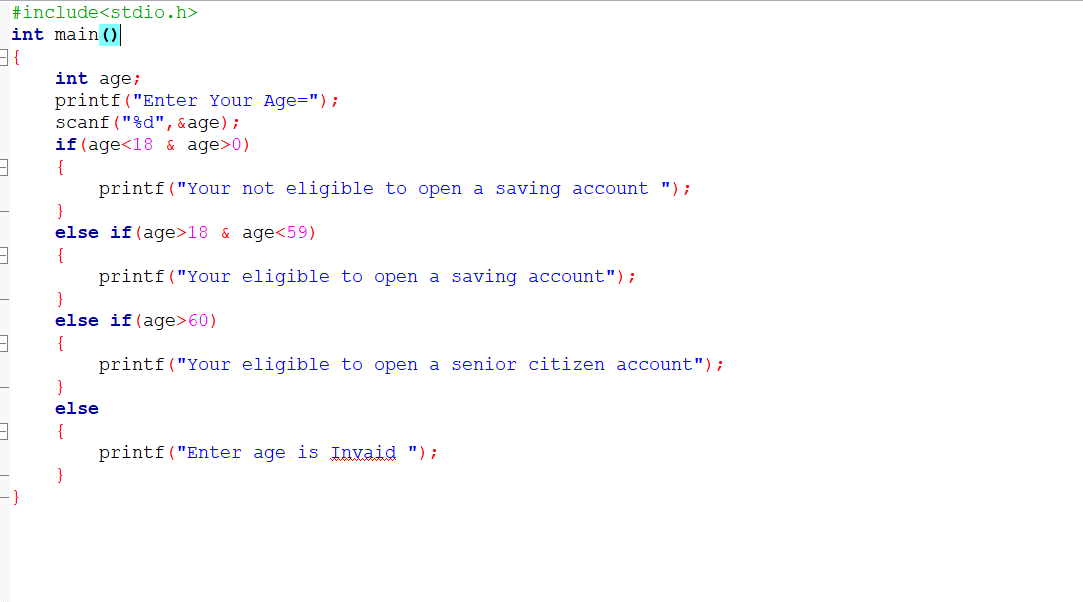 #include<stdio.h>
int main()
{
    int age;
    printf("Enter Your Age=");
    scanf("%d",&age);
    if(age<18 & age>0)
    {
        printf("Your not eligible to open a saving account ");
    }
    else if(age>18 & age<59)
    {
        printf("Your eligible to open a saving account");
    }
    else if(age>60)
    {
        printf("Your eligible to open a senior citizen account");
    }
    else
    {
        printf("Enter age is Invaid ");
    }
}